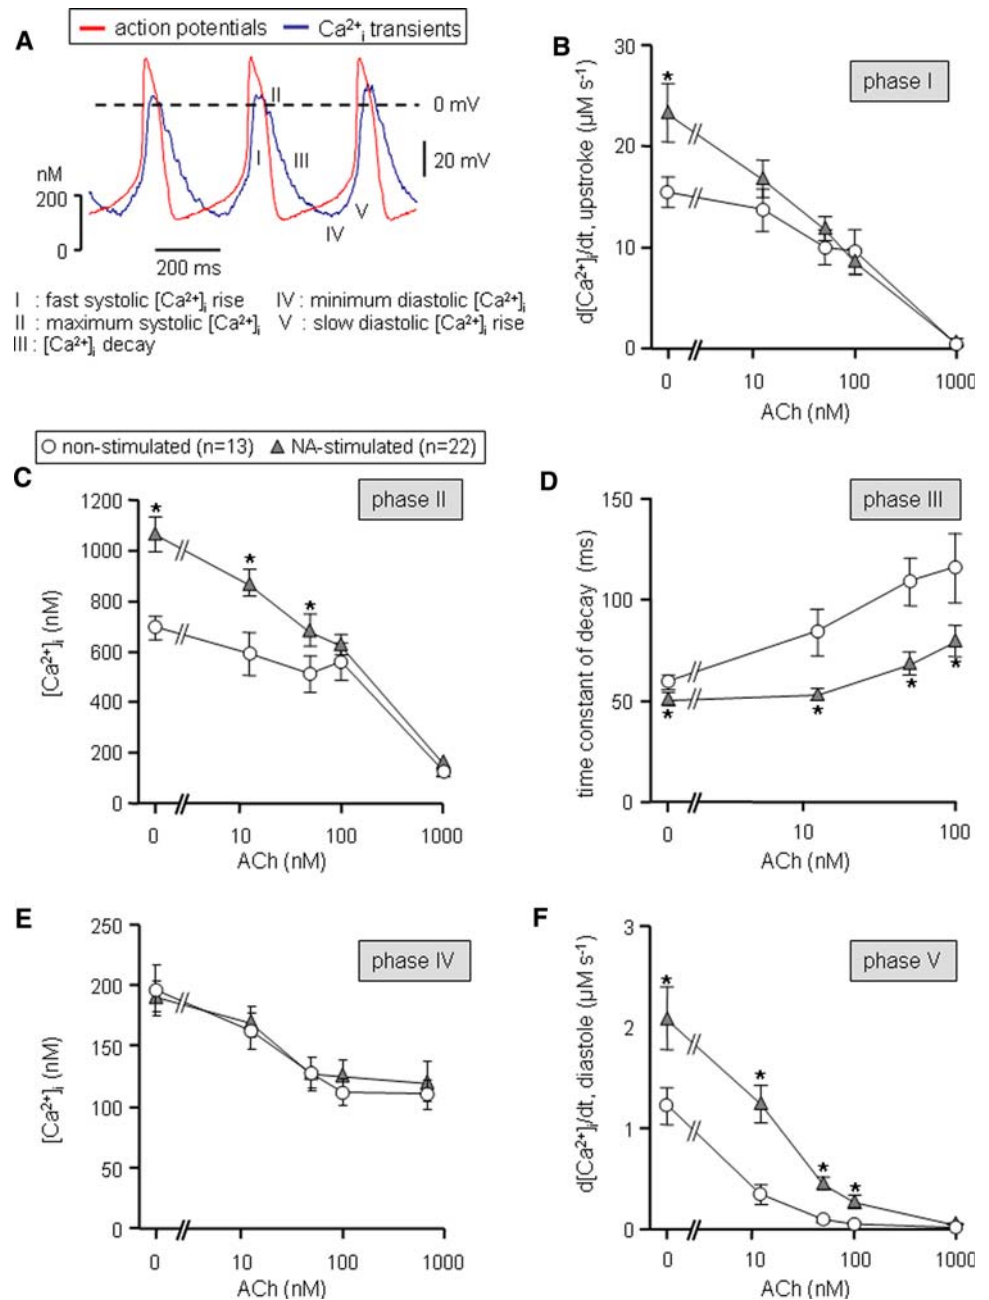 A
action potentials
Ca²⁺ᵢ transients
0 mV
20 mV
nM
200
0
200 ms
I
II
III
IV
V
I : fast systolic [Ca²⁺]ᵢ rise
IV : minimum diastolic [Ca²⁺]ᵢ
II : maximum systolic [Ca²⁺]ᵢ
V : slow diastolic [Ca²⁺]ᵢ rise
III : [Ca²⁺]ᵢ decay
B
phase I
d[Ca²⁺]ᵢ/dt, upstroke (µM s⁻¹)
30
20
10
0
*
0 10 100 1000
ACh (nM)
non-stimulated (n=13)
NA-stimulated (n=22)
C
phase II
[Ca²⁺]ᵢ (nM)
1200
1000
800
600
400
200
0
* * *
0 10 100 1000
ACh (nM)
D
phase III
time constant of decay (ms)
150
100
50
0
* * * *
0 10 100
ACh (nM)
E
phase IV
[Ca²⁺]ᵢ (nM)
250
200
150
100
50
0
0 10 100 1000
ACh (nM)
F
phase V
d[Ca²⁺]ᵢ/dt, diastole (µM s⁻¹)
3
2
1
0
* * * *
0 10 100 1000
ACh (nM)